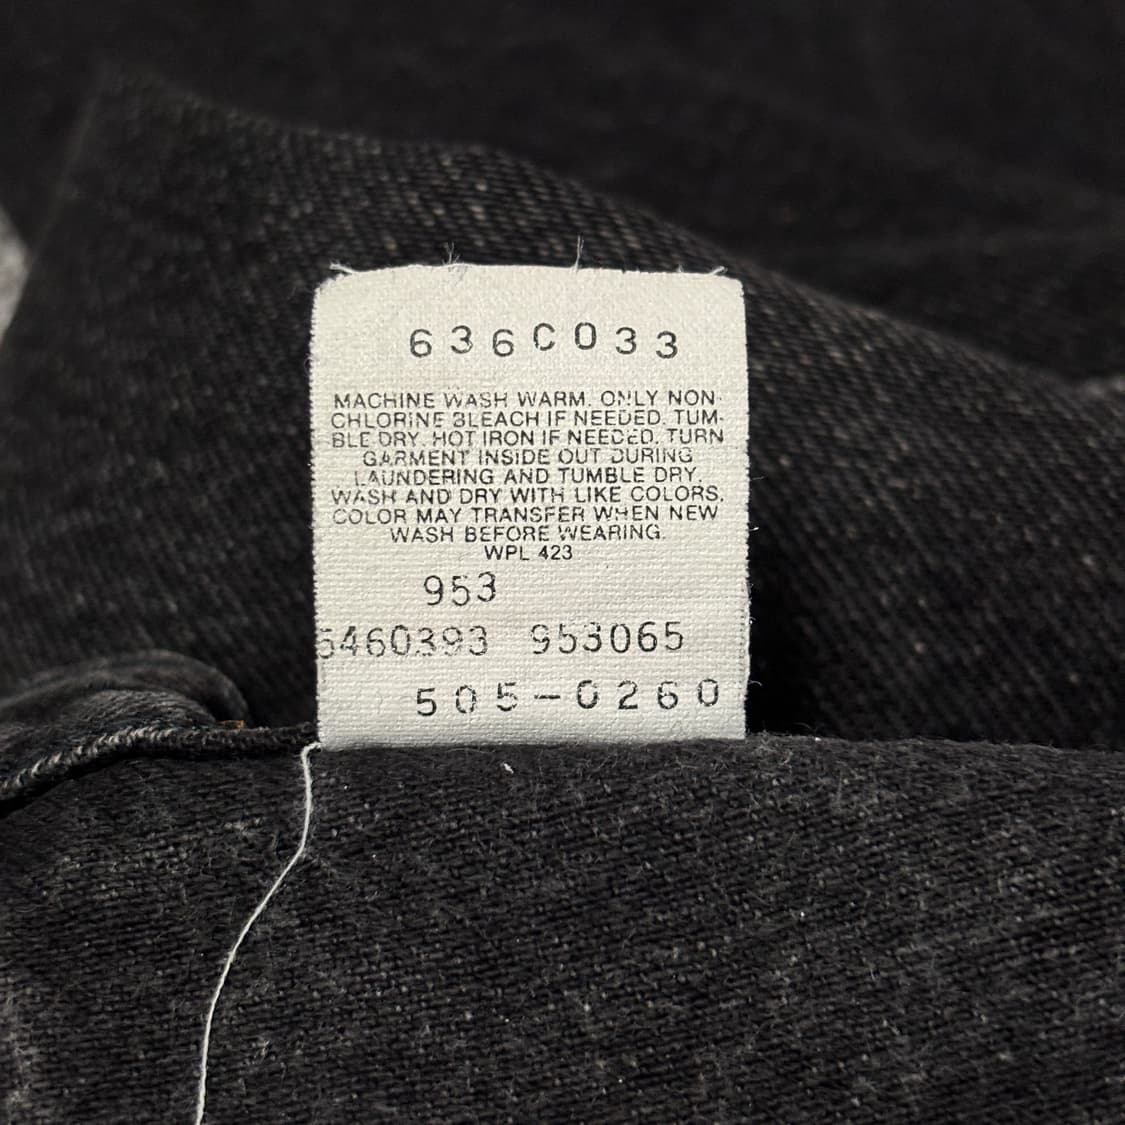 636C033
MACHINE WASH WARM. ONLY NON-
CHLORINE BLEACH IF NEEDED. TUM-
BLE DRY. HOT IRON IF NEEDED. TURN
GARMENT INSIDE OUT DURING
LAUNDERING AND TUMBLE DRY.
WASH AND DRY WITH LIKE COLORS.
COLOR MAY TRANSFER WHEN NEW
WASH BEFORE WEARING.
WPL 423
953
5460393 953065
505-0260